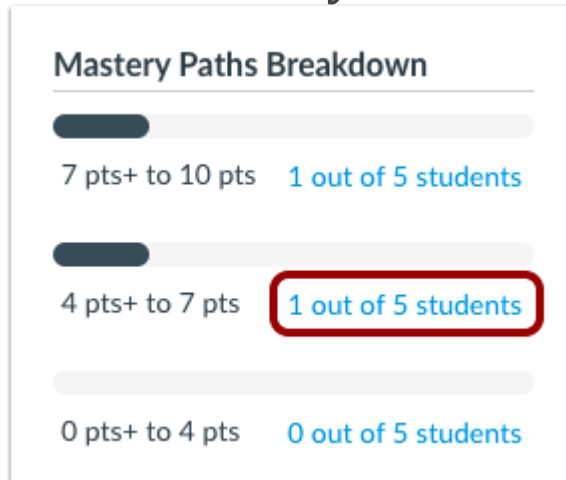 Mastery Paths Breakdown
7 pts+ to 10 pts 1 out of 5 students
4 pts+ to 7 pts 1 out of 5 students
0 pts+ to 4 pts 0 out of 5 students